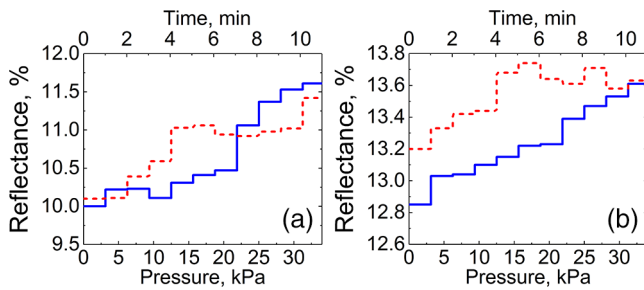 Time, min
0 2 4 6 8 10
12.0
11.5
11.0
10.5
10.0
9.5
Reflectance, %
(a)
0 5 10 15 20 25 30
Pressure, kPa
Time, min
0 2 4 6 8 10
13.8
13.6
13.4
13.2
13.0
12.8
12.6
Reflectance, %
(b)
0 5 10 15 20 25 30
Pressure, kPa